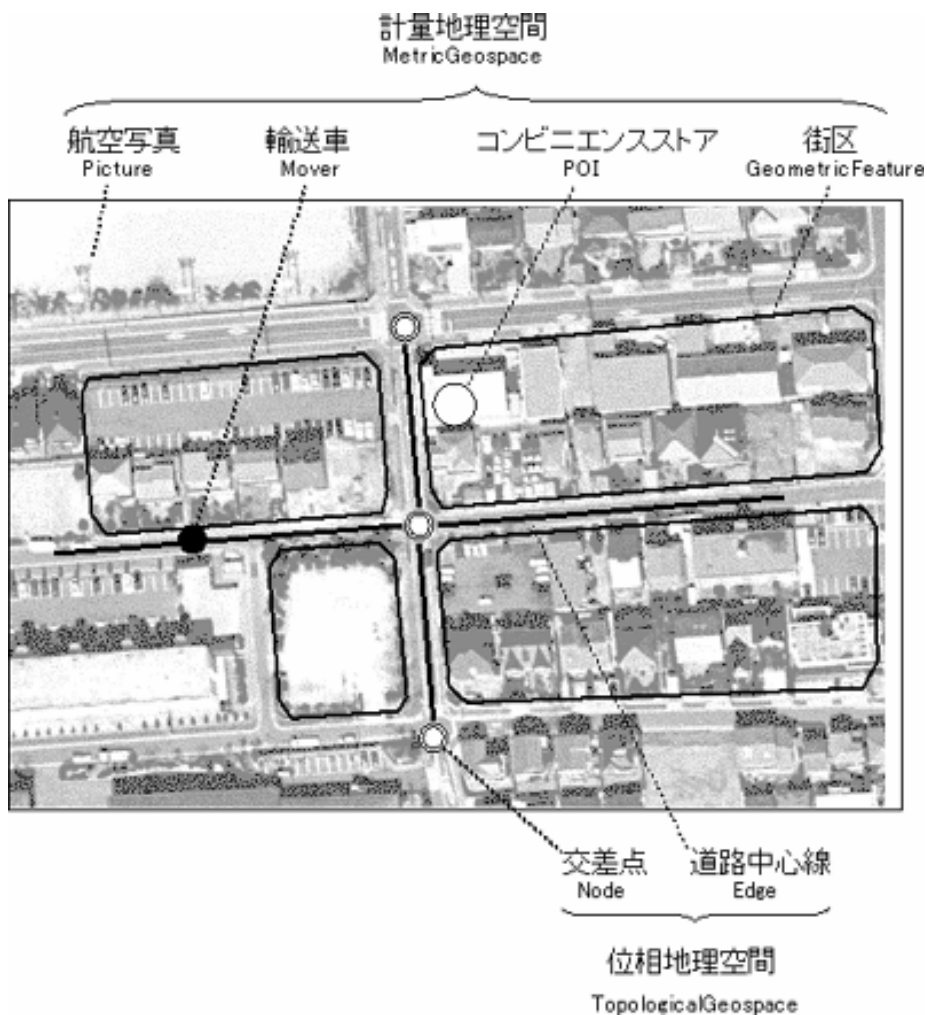 計量地理空間
MetricGeospace
航空写真
Picture
輸送車
Mover
コンビニエンスストア
POI
街区
GeometricFeature
交差点
Node
道路中心線
Edge
位相地理空間
TopologicalGeospace